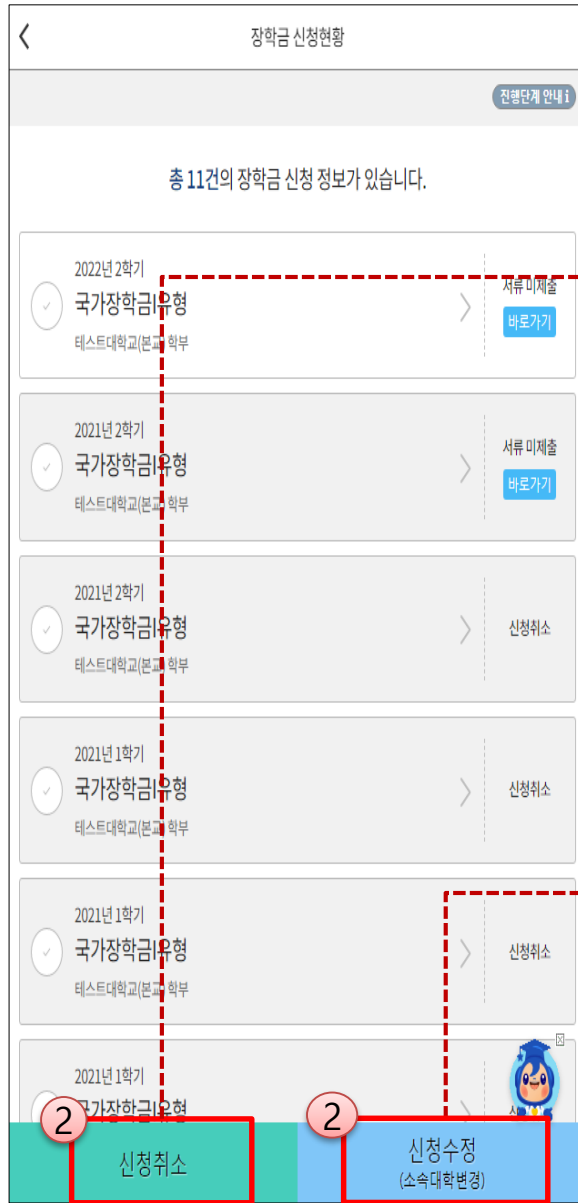 장학금 신청현황
진행단계 안내 i
총 11건의 장학금 신청 정보가 있습니다.
2022년 2학기
국가장학금I유형
테스트대학교(본교) 학부
서류 미제출
바로가기
2021년 2학기
국가장학금I유형
테스트대학교(본교) 학부
서류 미제출
바로가기
2021년 2학기
국가장학금I유형
테스트대학교(본교) 학부
신청취소
2021년 1학기
국가장학금I유형
테스트대학교(본교) 학부
신청취소
2021년 1학기
국가장학금I유형
테스트대학교(본교) 학부
신청취소
2021년 1학기
국가장학금I유형
2
신청취소
2
신청수정
(소속대학변경)